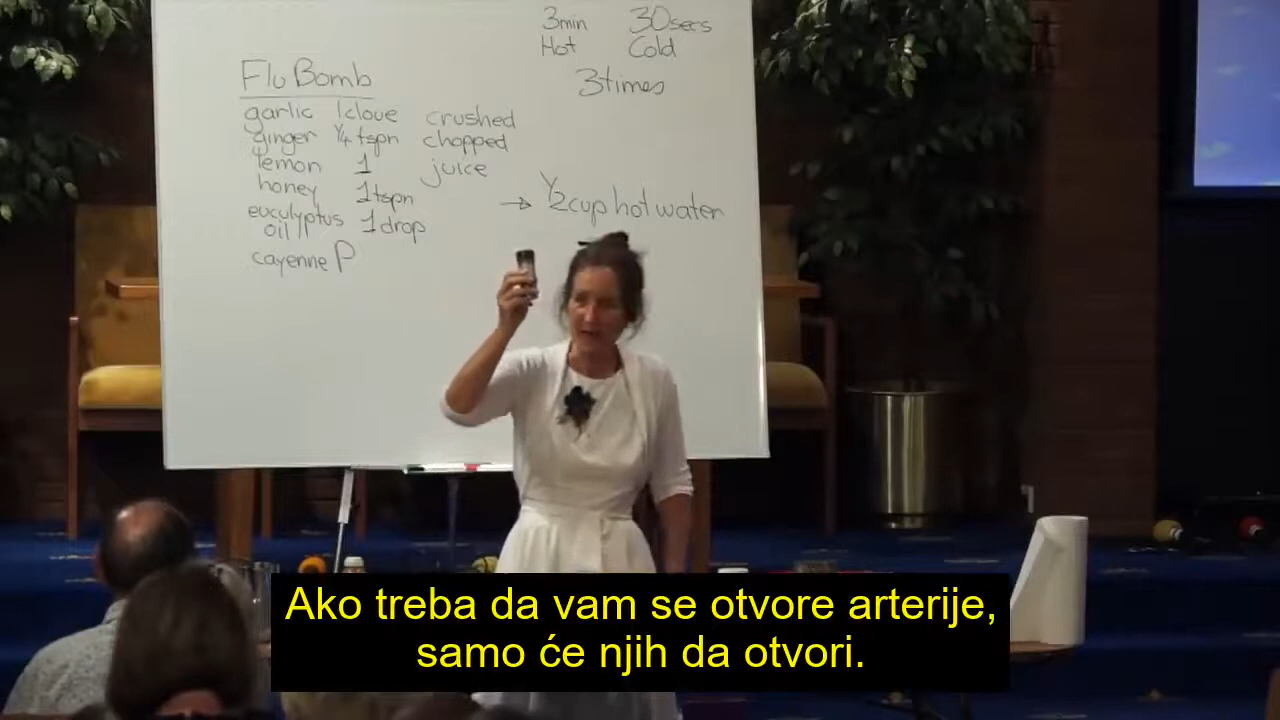 3min 30secs
Hot Cold
3times
Flu Bomb
garlic 1clove crushed
ginger 1/4 tspn chopped
lemon 1 juice
honey 1tspn
→ 1/2cup hot water
euculyptus
oil 1drop
cayenne P
Ako treba da vam se otvore arterije,
samo će njih da otvori.